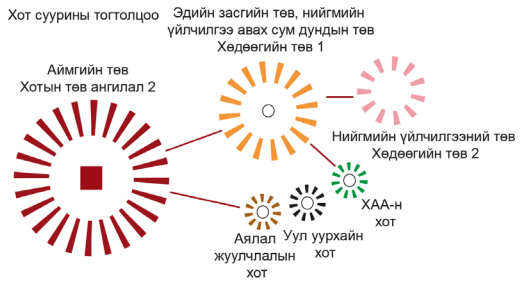 Хот суурины тогтолцоо
Эдийн засгийн төв, нийгмийн
үйлчилгээ авах сум дундын төв
Хөдөөгийн төв 1
Аймгийн төв
Хотын төв ангилал 2
Нийгмийн үйлчилгээний төв
Хөдөөгийн төв 2
ХАА-н
хот
Уул уурхайн
хот
Аялал
жуулчлалын
хот